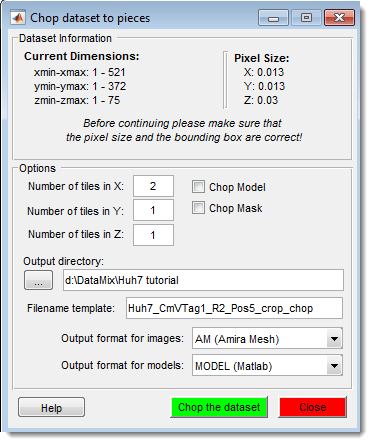 Chop dataset to pieces
Dataset Information
Current Dimensions:
xmin-xmax: 1 - 521
ymin-ymax: 1 - 372
zmin-zmax: 1 - 75
Pixel Size:
X: 0.013
Y: 0.013
Z: 0.03
Before continuing please make sure that
the pixel size and the bounding box are correct!
Options
Number of tiles in X: 2
Number of tiles in Y: 1
Number of tiles in Z: 1
Chop Model
Chop Mask
Output directory:
... d:\DataMix\Huh7 tutorial
Filename template: Huh7_CmVTag1_R2_Pos5_crop_chop
Output format for images: AM (Amira Mesh)
Output format for models: MODEL (Matlab)
Help Chop the dataset Close